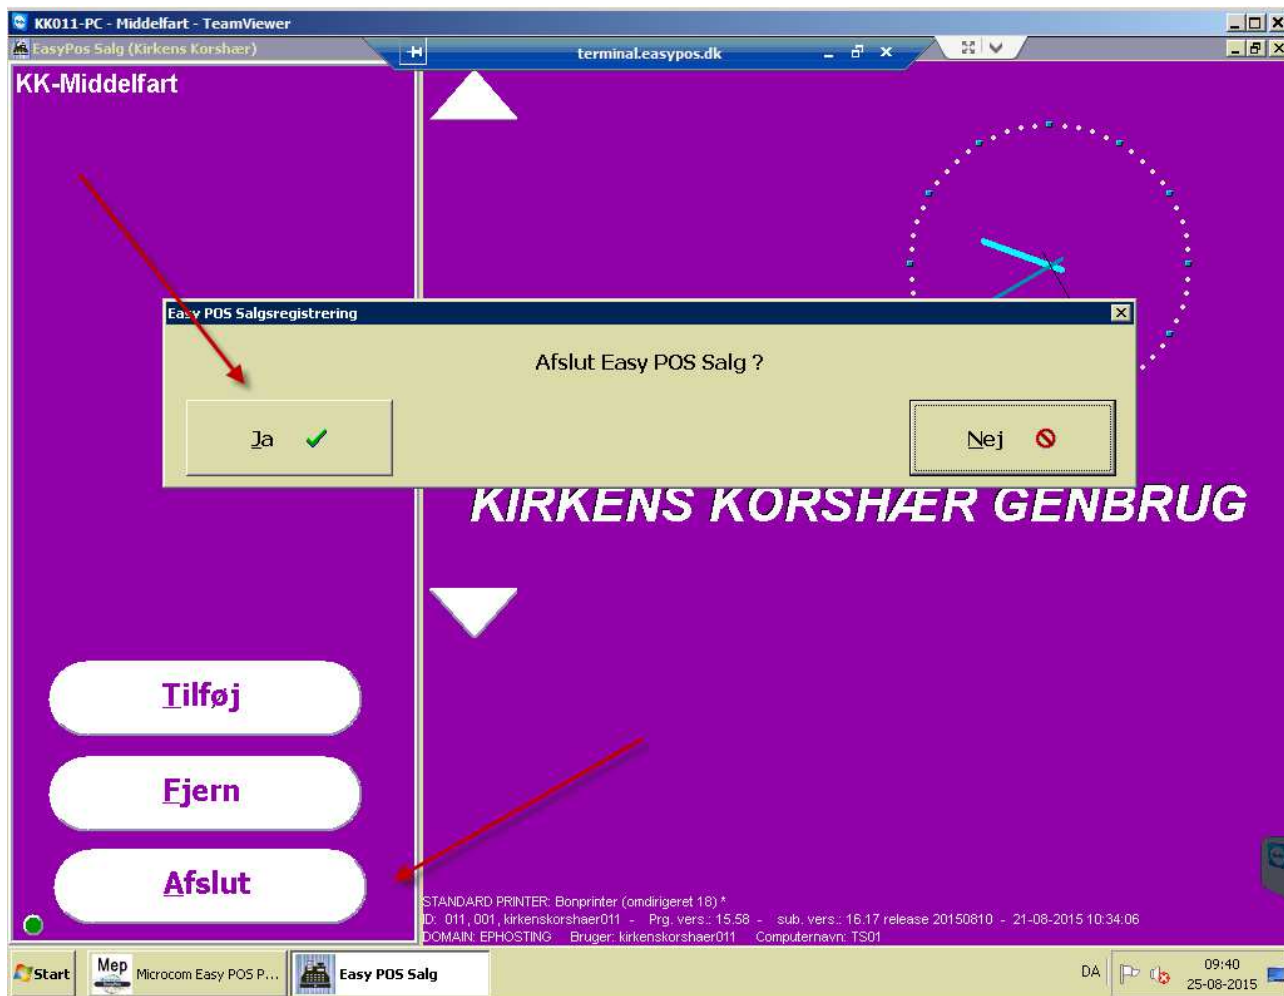 KK011-PC - Middelfart - TeamViewer
EasyPos Salg (Kirkens Korshær)
terminal.easypos.dk
KK-Middelfart
Easy POS Salgsregistrering
Afslut Easy POS Salg ?
Ja
Nej
KIRKENS KORSHÆR GENBRUG
Tilføj
Fjern
Afslut
STANDARD PRINTER: Bonprinter (omdirigeret 18) *
ID: 011, 001, kirkenskorshaer011 - Prg. vers.: 15.58 - sub. vers.: 16.17 release 20150810 - 21-08-2015 10:34:06
DOMAIN: EPHOSTING Bruger: kirkenskorshaer011 Computernavn: TS01
Start
Mep
Microcom Easy POS P...
Easy POS Salg
DA
09:40
25-08-2015